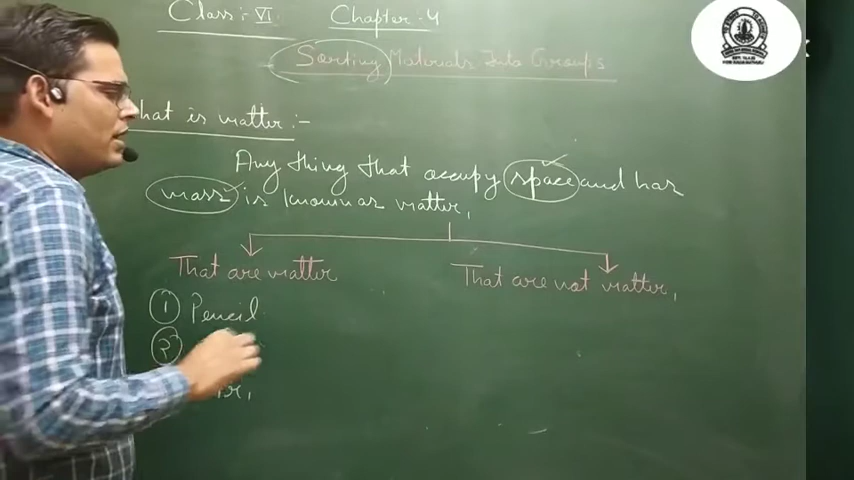 Class:- VI Chapter:- 4
Sorting Materials Into Groups
hat is matter:-
Any thing that occupy space and has
mass is known as matter,
That are matter That are not matter,
① Pencil
②